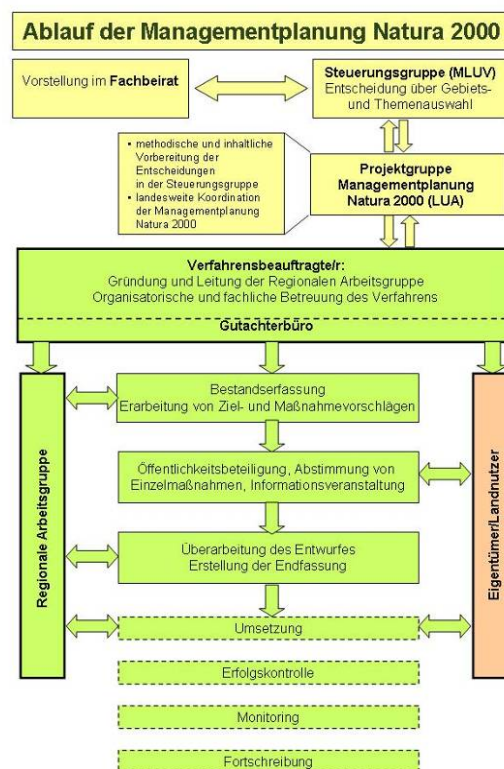 Ablauf der Managementplanung Natura 2000
Vorstellung im Fachbeirat
Steuerungsgruppe (MLUV)
Entscheidung über Gebiets-
und Themenauswahl
• methodische und inhaltliche
Vorbereitung der
Entscheidungen
in der Steuerungsgruppe
• landesweite Koordination
der Managementplanung
Natura 2000
Projektgruppe
Managementplanung
Natura 2000 (LUA)
Verfahrensbeauftragte/r:
Gründung und Leitung der Regionalen Arbeitsgruppe
Organisatorische und fachliche Betreuung des Verfahrens
Gutachterbüro
Regionale Arbeitsgruppe
Bestandserfassung
Erarbeitung von Ziel- und Maßnahmevorschlägen
Öffentlichkeitsbeteiligung, Abstimmung von
Einzelmaßnahmen, Informationsveranstaltung
Überarbeitung des Entwurfes
Erstellung der Endfassung
Umsetzung
Erfolgskontrolle
Monitoring
Fortschreibung
Eigentümer/Landnutzer